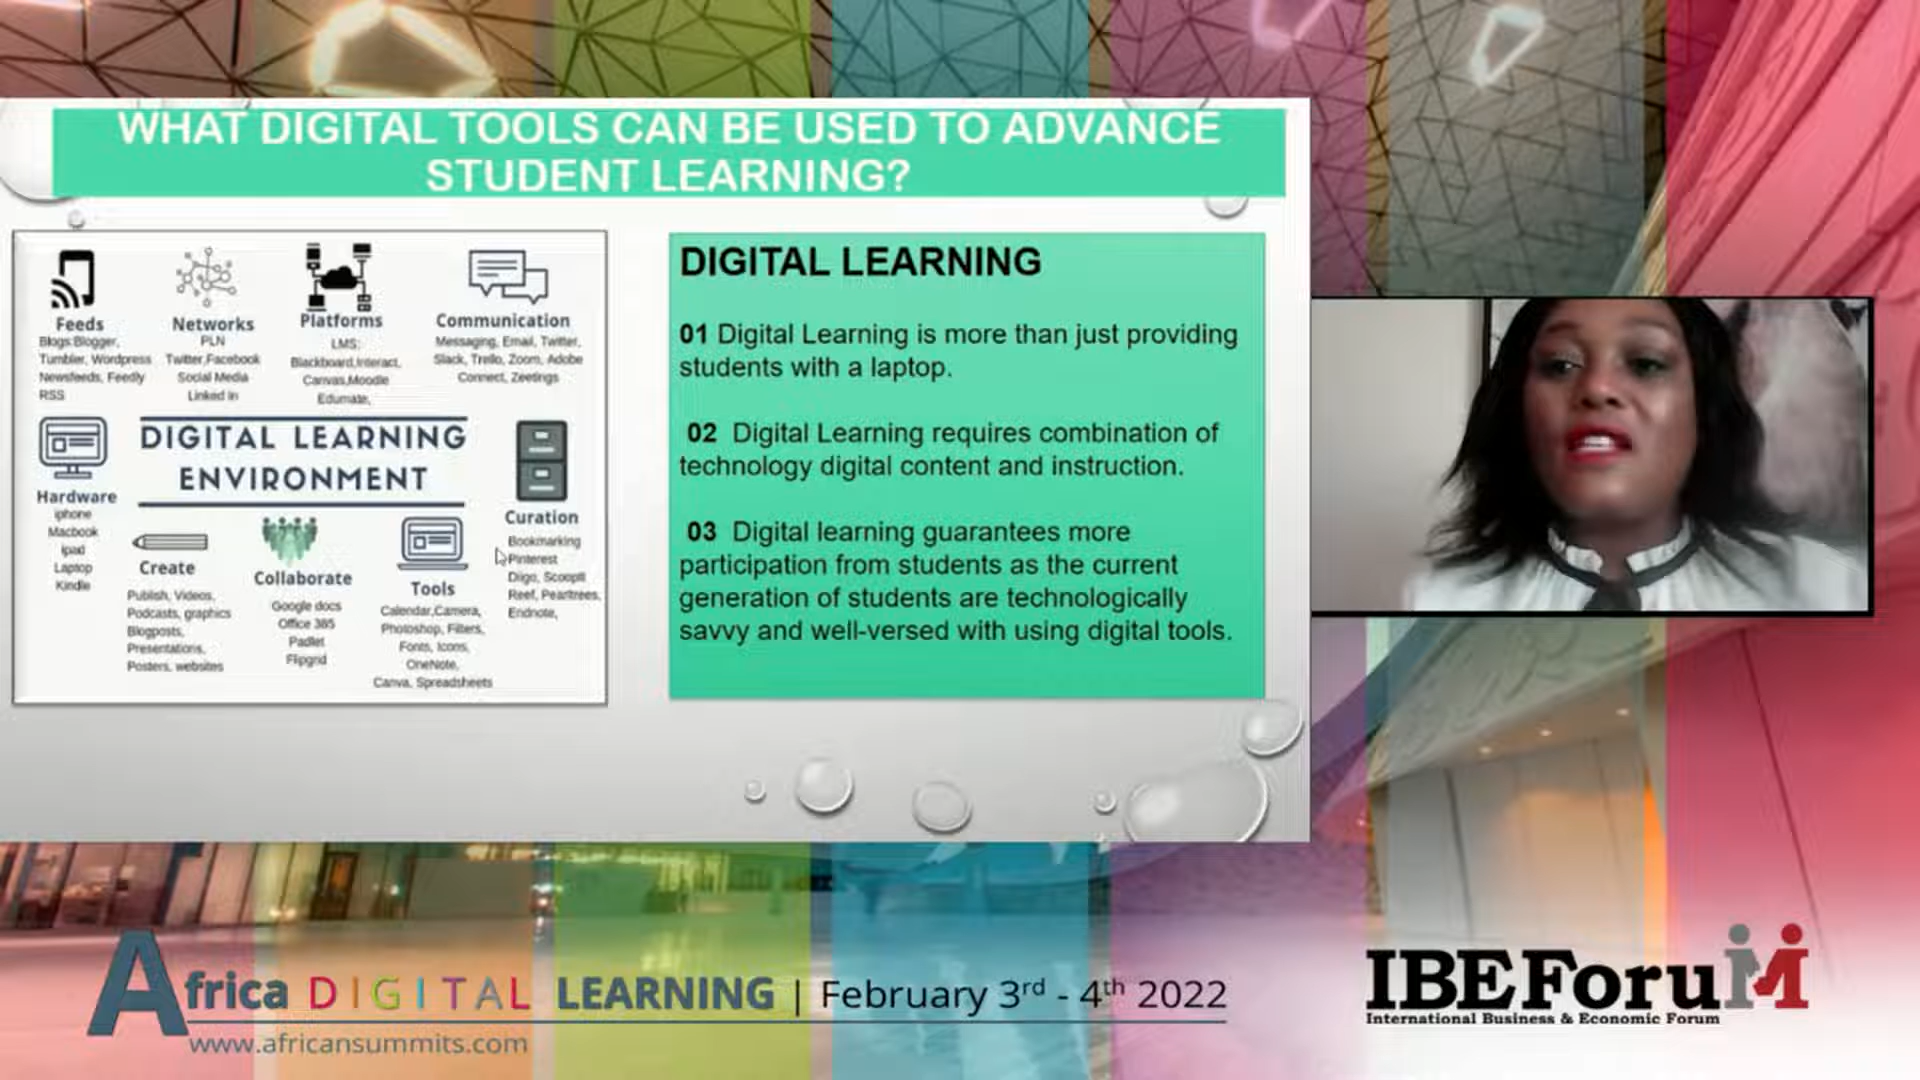 WHAT DIGITAL TOOLS CAN BE USED TO ADVANCE
STUDENT LEARNING?
Feeds
Blogs:Blogger,
Tumbler, Wordpress
Newsfeeds, Feedly
RSS
Networks
PLN
Twitter,Facebook
Social Media
Linked in
Platforms
LMS:
Blackboard,Interact,
Canvas,Moodle
Edumate,
Communication
Messaging, Email, Twitter,
Slack, Trello, Zoom, Adobe
Connect, Zeetings
DIGITAL LEARNING
ENVIRONMENT
Hardware
iphone
Macbook
Ipad
Laptop
Kindle
Create
Publish, Videos,
Podcasts, graphics
Blogposts,
Presentations,
Posters, websites
Collaborate
Google docs
Office 365
Padlet
Flipgrid
Tools
Calendar,Camera,
Photoshop, Filters,
Fonts, Icons,
OneNote,
Canva, Spreadsheets
Curation
Bookmarking
Pinterest
Diigo, ScoopIt
Reef, Pearltrees,
Endnote,
DIGITAL LEARNING
01 Digital Learning is more than just providing
students with a laptop.
02 Digital Learning requires combination of
technology digital content and instruction.
03 Digital learning guarantees more
participation from students as the current
generation of students are technologically
savvy and well-versed with using digital tools.
Africa DIGITAL LEARNING | February 3rd - 4th 2022
www.africansummits.com
IBEForuM
International Business & Economic Forum